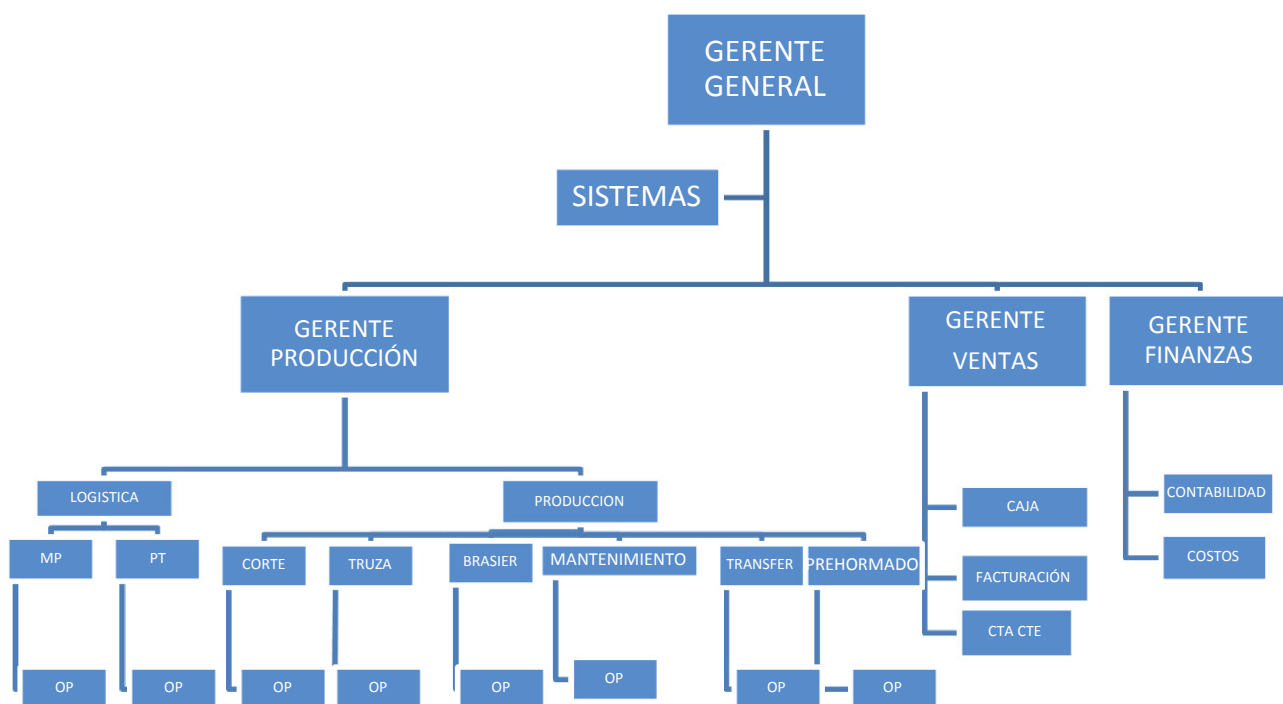 GERENTE
GENERAL
SISTEMAS
GERENTE
PRODUCCIÓN
GERENTE
VENTAS
GERENTE
FINANZAS
LOGISTICA
PRODUCCION
CAJA
CONTABILIDAD
MP
PT
CORTE
TRUZA
BRASIER
MANTENIMIENTO
TRANSFER
PREHORMADO
FACTURACIÓN
COSTOS
CTA CTE
OP
OP
OP
OP
OP
OP
OP
OP